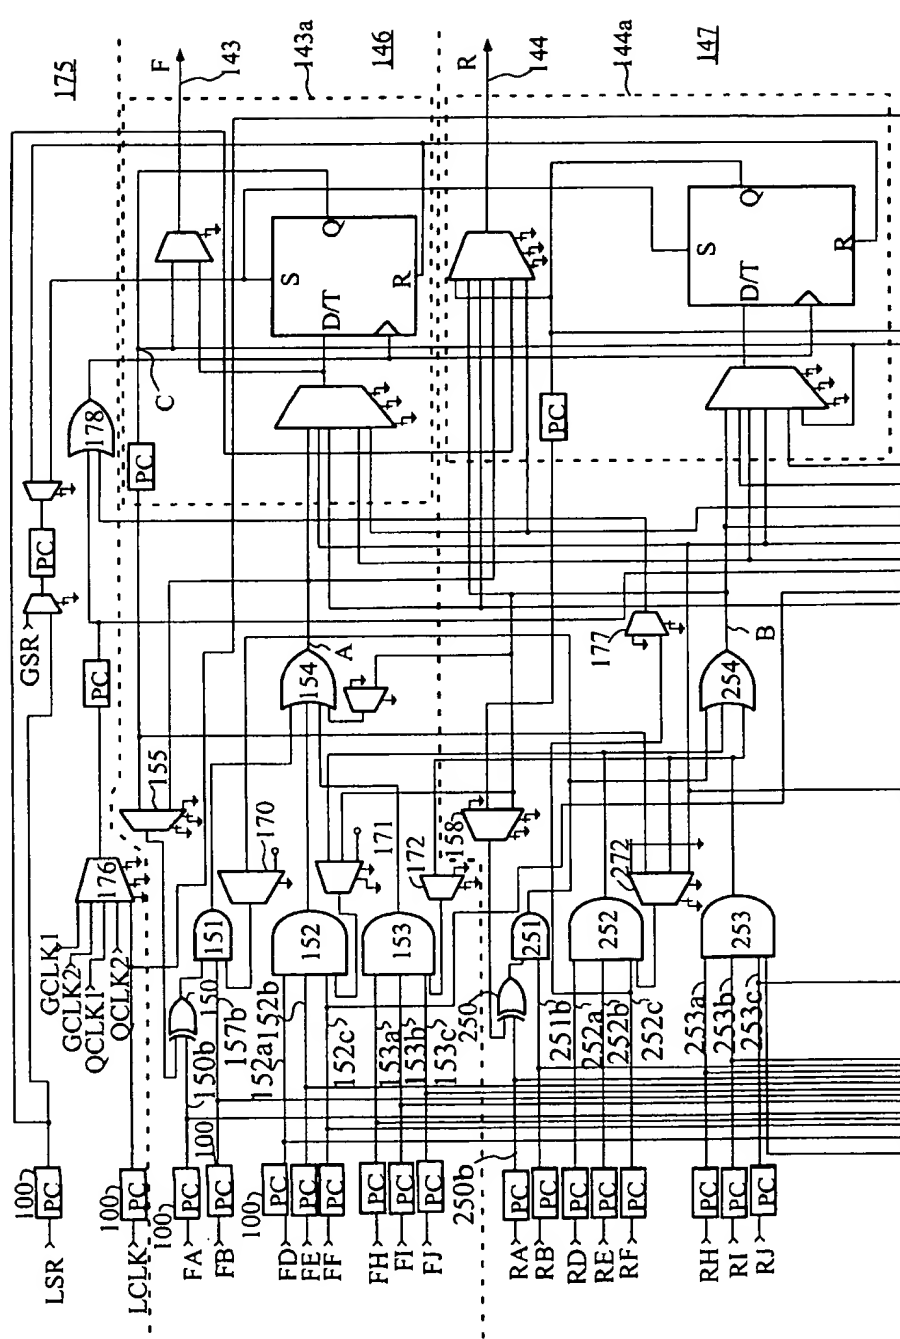 175
F
143
143a
146
R
144
144a
147
GSR
PC
PC
178
C
PC
S
Q
D/T
R
PC
S
Q
D/T
R
155
176
GCLK1
GCLK2
QCLK1
QCLK2
154
A
177
254
B
170
171
172
158
272
151
150
152
153
250
251
252
253
150b
157b
152a
152b
152c
153a
153b
153c
250b
251b
252a
252b
252c
253a
253b
253c
100
PC
LSR
100
PC
LCLK
100
PC
FA
100
PC
FB
100
PC
FD
PC
FE
PC
FF
PC
FH
PC
FI
PC
FJ
PC
RA
PC
RB
PC
RD
PC
RE
PC
RF
PC
RH
PC
RI
PC
RJ